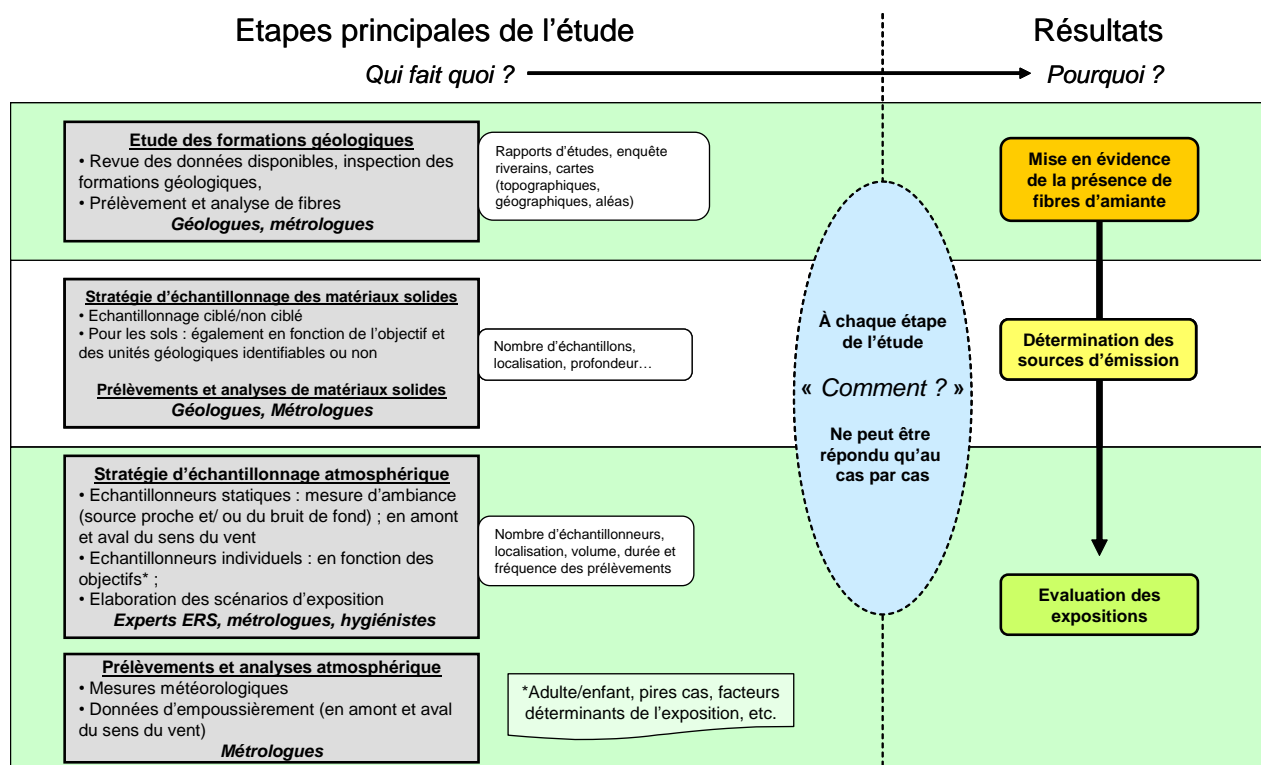 Etapes principales de l'étude
Résultats
Qui fait quoi ?
Pourquoi ?
Etude des formations géologiques
• Revue des données disponibles, inspection des
formations géologiques,
• Prélèvement et analyse de fibres
Géologues, métrologues
Rapports d'études, enquête
riverains, cartes
(topographiques,
géographiques, aléas)
Mise en évidence
de la présence de
fibres d'amiante
Stratégie d'échantillonnage des matériaux solides
• Echantillonnage ciblé/non ciblé
• Pour les sols : également en fonction de l'objectif et
des unités géologiques identifiables ou non
Prélèvements et analyses de matériaux solides
Géologues, Métrologues
Nombre d'échantillons,
localisation, profondeur…
À chaque étape
de l'étude
« Comment ? »
Ne peut être
répondu qu'au
cas par cas
Détermination des
sources d'émission
Stratégie d'échantillonnage atmosphérique
• Echantillonneurs statiques : mesure d'ambiance
(source proche et/ ou du bruit de fond) ; en amont
et aval du sens du vent
• Echantillonneurs individuels : en fonction des
objectifs* ;
• Elaboration des scénarios d'exposition
Experts ERS, métrologues, hygiénistes
Nombre d'échantillonneurs,
localisation, volume, durée et
fréquence des prélèvements
Evaluation des
expositions
Prélèvements et analyses atmosphérique
• Mesures météorologiques
• Données d'empoussièrement (en amont et aval
du sens du vent)
Métrologues
*Adulte/enfant, pires cas, facteurs
déterminants de l'exposition, etc.